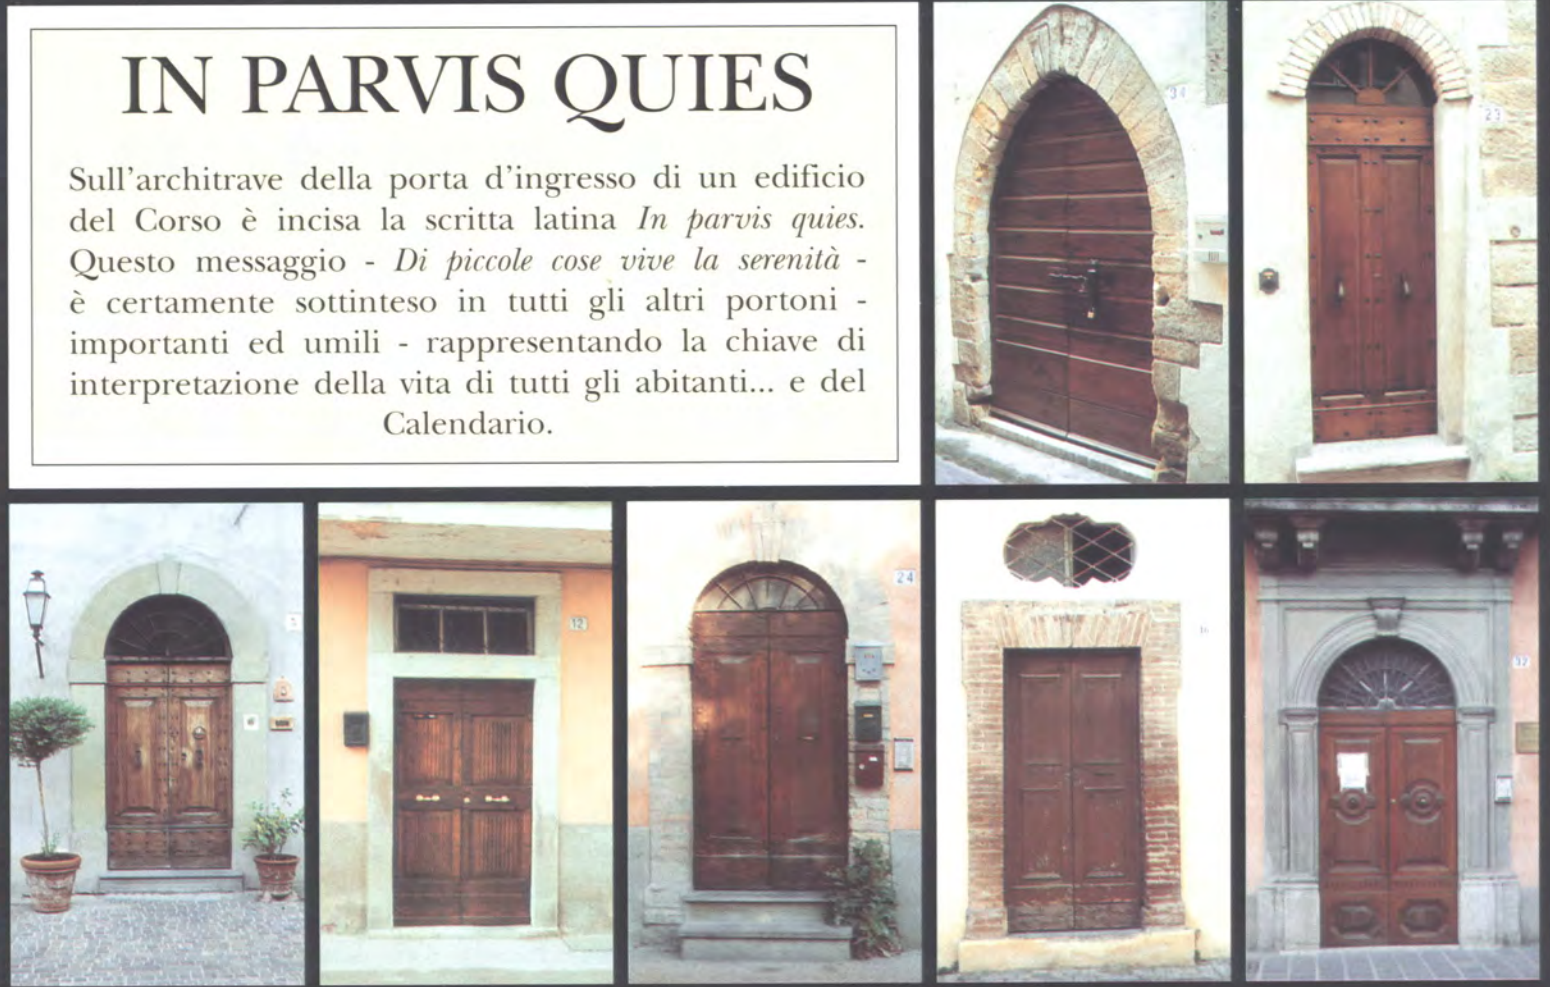 IN PARVIS QUIES
Sull'architrave della porta d'ingresso di un edificio
del Corso è incisa la scritta latina In parvis quies.
Questo messaggio - Di piccole cose vive la serenità -
è certamente sottinteso in tutti gli altri portoni -
importanti ed umili - rappresentando la chiave di
interpretazione della vita di tutti gli abitanti... e del
Calendario.
34
23
12
24
16